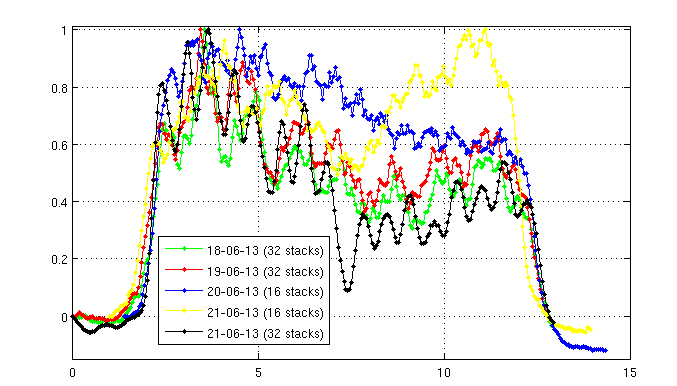 1
0.8
0.6
0.4
0.2
0
18-06-13 (32 stacks)
19-06-13 (32 stacks)
20-06-13 (16 stacks)
21-06-13 (16 stacks)
21-06-13 (32 stacks)
0 5 10 15